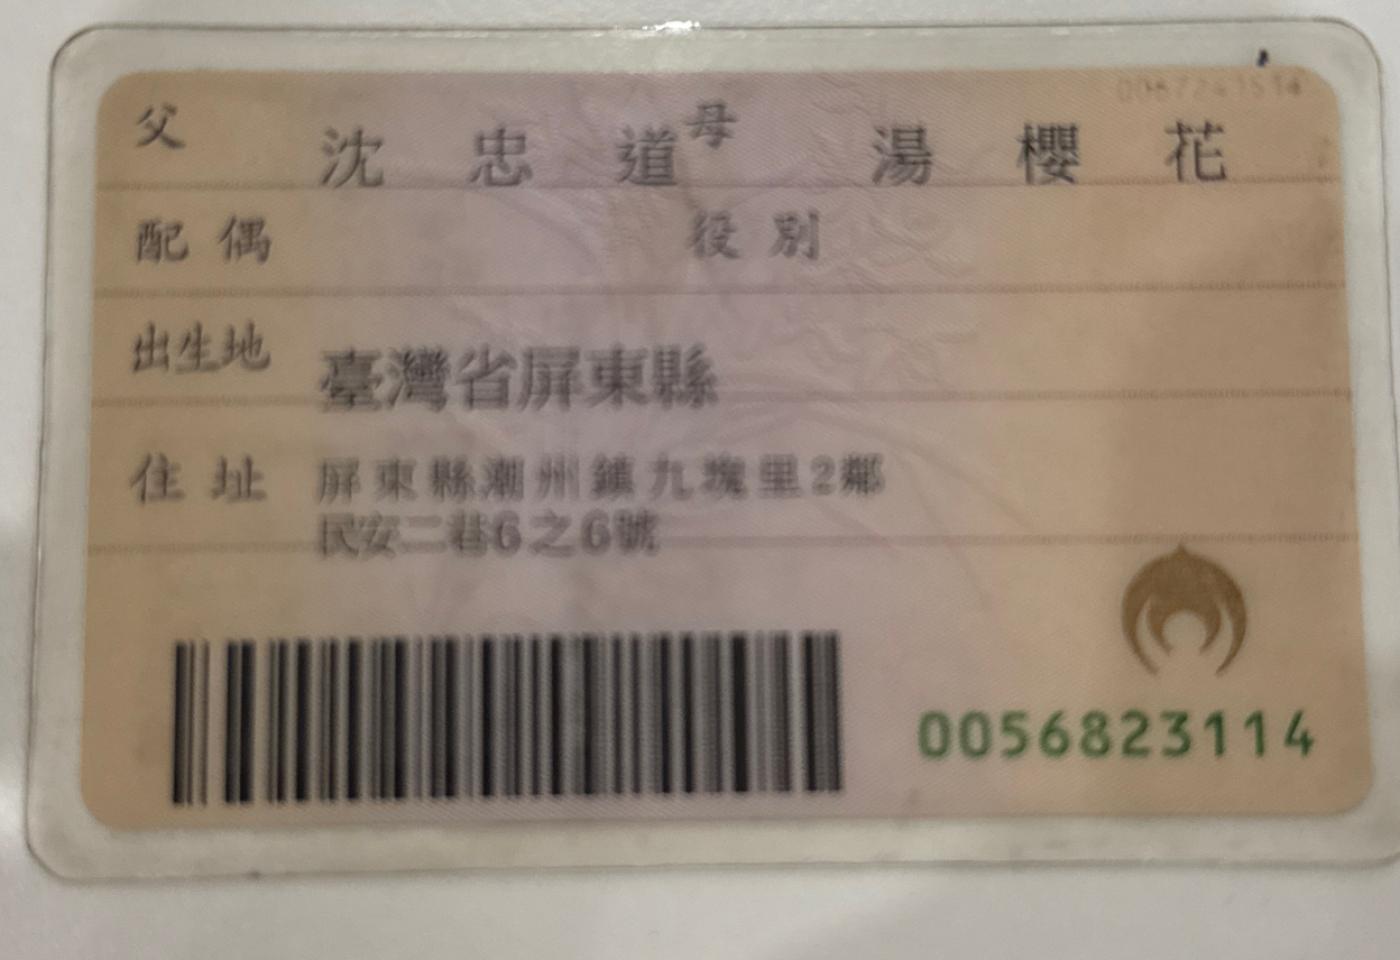 父 沈忠道 母 湯櫻花
配偶 役別
出生地 臺灣省屏東縣
住址 屏東縣潮州鎮九塊里2鄰
民安二巷6之6號
0056823114